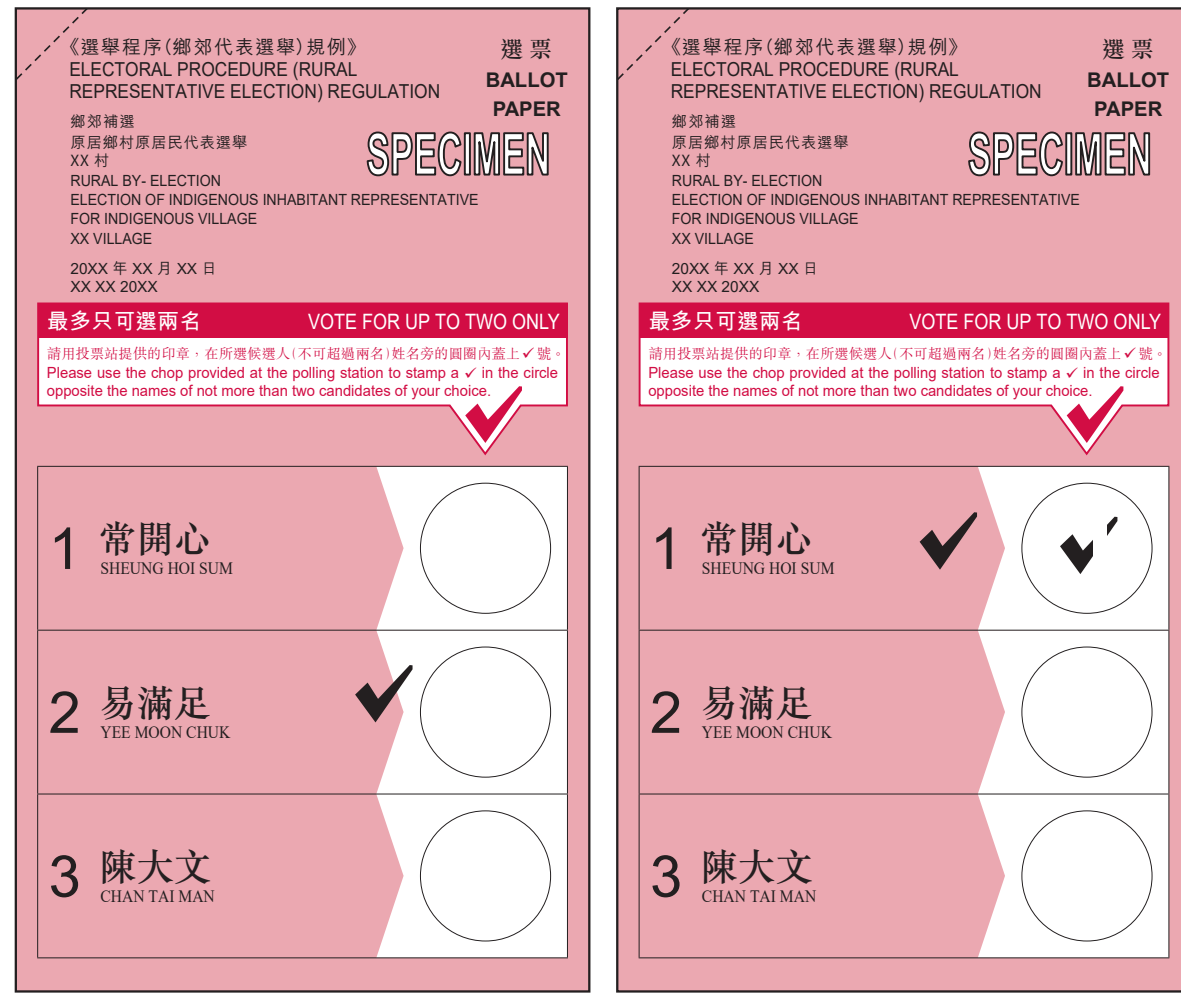 《選舉程序(鄉郊代表選舉)規例》
ELECTORAL PROCEDURE (RURAL
REPRESENTATIVE ELECTION) REGULATION
選票
BALLOT
PAPER
鄉郊補選
原居鄉村原居民代表選舉
XX 村
RURAL BY- ELECTION
ELECTION OF INDIGENOUS INHABITANT REPRESENTATIVE
FOR INDIGENOUS VILLAGE
XX VILLAGE
SPECIMEN
20XX 年 XX 月 XX 日
XX XX 20XX
最多只可選兩名 VOTE FOR UP TO TWO ONLY
請用投票站提供的印章，在所選候選人(不可超過兩名)姓名旁的圓圈內蓋上✓號。
Please use the chop provided at the polling station to stamp a ✓ in the circle
opposite the names of not more than two candidates of your choice.
1 常開心
SHEUNG HOI SUM
2 易滿足
YEE MOON CHUK
3 陳大文
CHAN TAI MAN
《選舉程序(鄉郊代表選舉)規例》
ELECTORAL PROCEDURE (RURAL
REPRESENTATIVE ELECTION) REGULATION
選票
BALLOT
PAPER
鄉郊補選
原居鄉村原居民代表選舉
XX 村
RURAL BY- ELECTION
ELECTION OF INDIGENOUS INHABITANT REPRESENTATIVE
FOR INDIGENOUS VILLAGE
XX VILLAGE
SPECIMEN
20XX 年 XX 月 XX 日
XX XX 20XX
最多只可選兩名 VOTE FOR UP TO TWO ONLY
請用投票站提供的印章，在所選候選人(不可超過兩名)姓名旁的圓圈內蓋上✓號。
Please use the chop provided at the polling station to stamp a ✓ in the circle
opposite the names of not more than two candidates of your choice.
1 常開心
SHEUNG HOI SUM
2 易滿足
YEE MOON CHUK
3 陳大文
CHAN TAI MAN